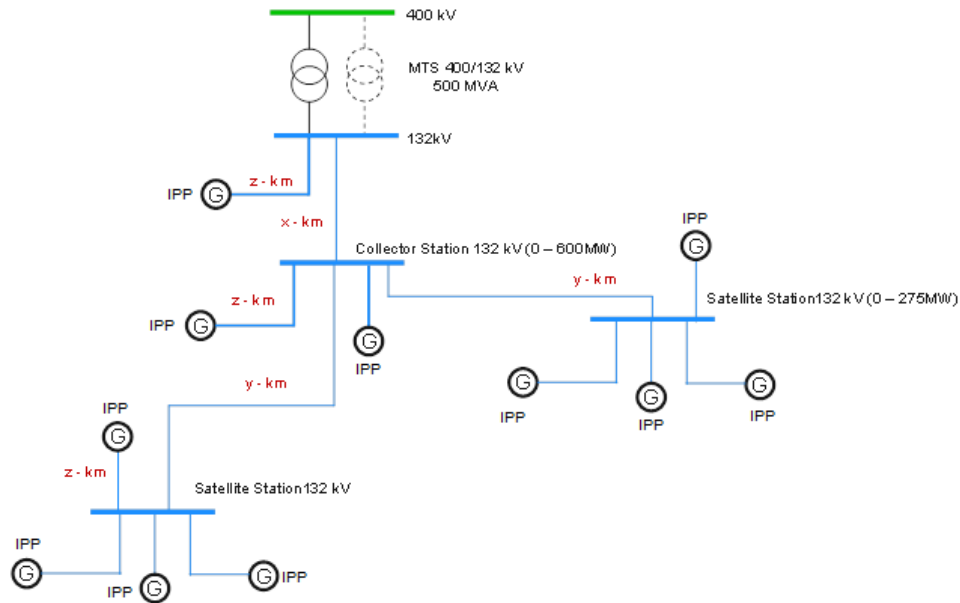 400 kV
MTS 400/132 kV
500 MVA
132kV
IPP
G
z - km
x - km
IPP
G
Collector Station 132 kV (0 – 600MW)
y - km
Satellite Station132 kV (0 – 275MW)
z - km
IPP
G
G
IPP
y - km
G
IPP
G
IPP
G
IPP
IPP
G
z - km
Satellite Station132 kV
IPP
G
IPP
G
G
IPP